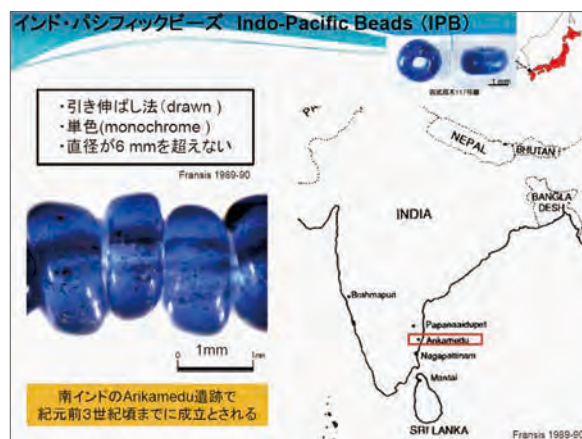 インド・パシフィックビーズ Indo-Pacific Beads (IPB)
1 mm
・引き伸ばし法(drawn)
・単色(monochrome)
・直径が6 mmを超えない
Fransis 1989-90
NEPAL
BHUTAN
BANGLA
DESH
INDIA
Brahmapuri
Papanaaidupet
Arikamedu
Nagapattinam
Mantai
SRI LANKA
1mm
南インドのArikamedu遺跡で
紀元前3世紀頃までに成立とされる
Fransis 1989-90